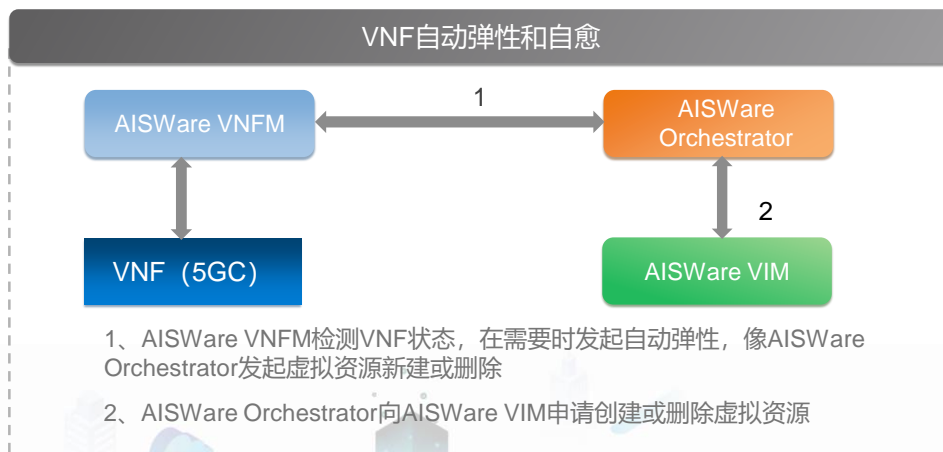 VNF自动弹性和自愈
AISWare VNFM
1
AISWare
Orchestrator
2
VNF（5GC）
AISWare VIM
1、AISWare VNFM检测VNF状态，在需要时发起自动弹性，像AISWare
Orchestrator发起虚拟资源新建或删除
2、AISWare Orchestrator向AISWare VIM申请创建或删除虚拟资源